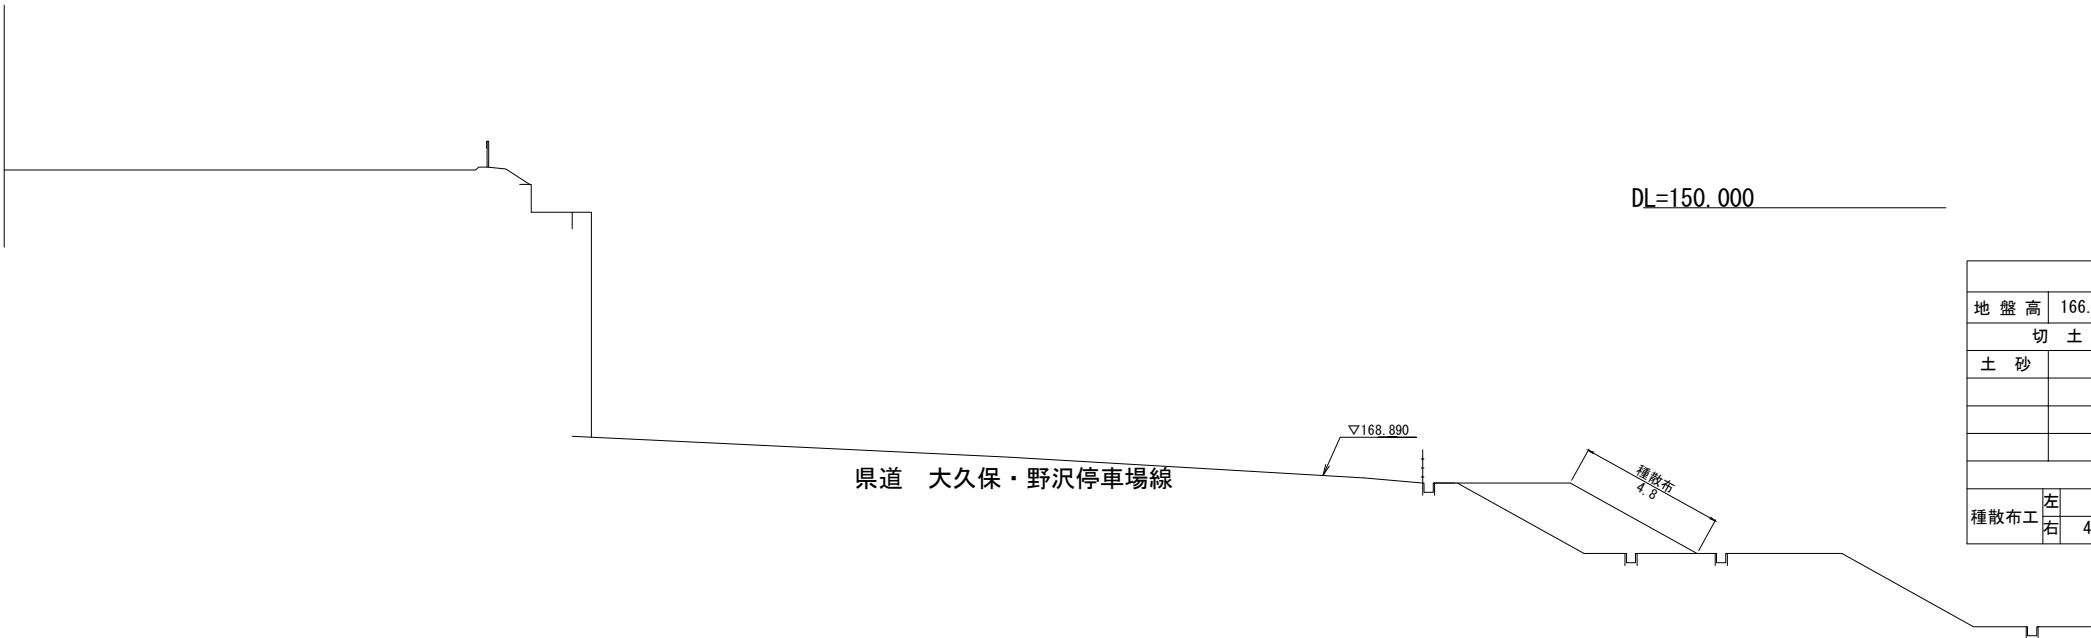 DL=150.000
地盤高 166.
切土
土砂
▽168.890
県道 大久保・野沢停車場線
種散布
4.8
種散布工 左
右 4